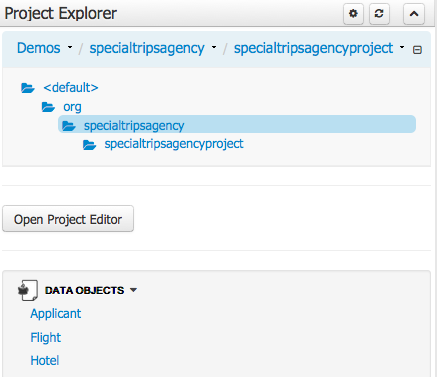 Project Explorer
Demos / specialtripsagency / specialtripsagencyproject
<default>
org
specialtripsagency
specialtripsagencyproject
Open Project Editor
DATA OBJECTS
Applicant
Flight
Hotel